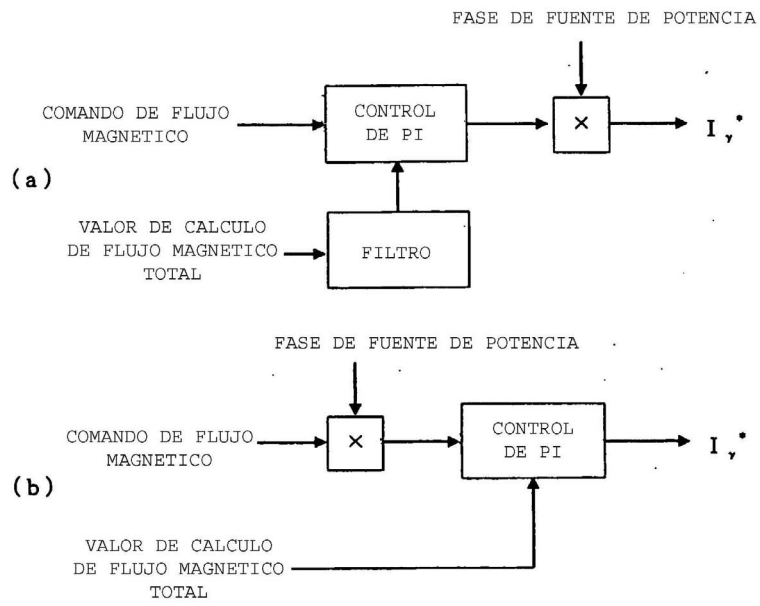 FASE DE FUENTE DE POTENCIA
COMANDO DE FLUJO
MAGNETICO
CONTROL
DE PI
×
Iγ*
(a)
VALOR DE CALCULO
DE FLUJO MAGNETICO
TOTAL
FILTRO
FASE DE FUENTE DE POTENCIA
COMANDO DE FLUJO
MAGNETICO
×
CONTROL
DE PI
Iγ*
(b)
VALOR DE CALCULO
DE FLUJO MAGNETICO
TOTAL